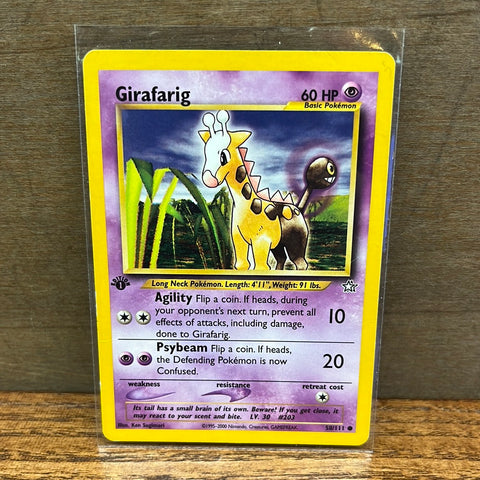 Girafarig 60 HP
Basic Pokémon
EDITION
1
Long Neck Pokémon. Length: 4'11", Weight: 91 lbs.
Agility Flip a coin. If heads, during
your opponent's next turn, prevent all
effects of attacks, including damage,
done to Girafarig.
10
Psybeam Flip a coin. If heads,
the Defending Pokémon is now
Confused.
20
weakness resistance retreat cost
Its tail has a small brain of its own. Beware! If you get close, it
may react to your scent and bite. LV. 30 #203
Illus. Ken Sugimori ©1995-2000 Nintendo, Creatures, GAMEFREAK. 58/111